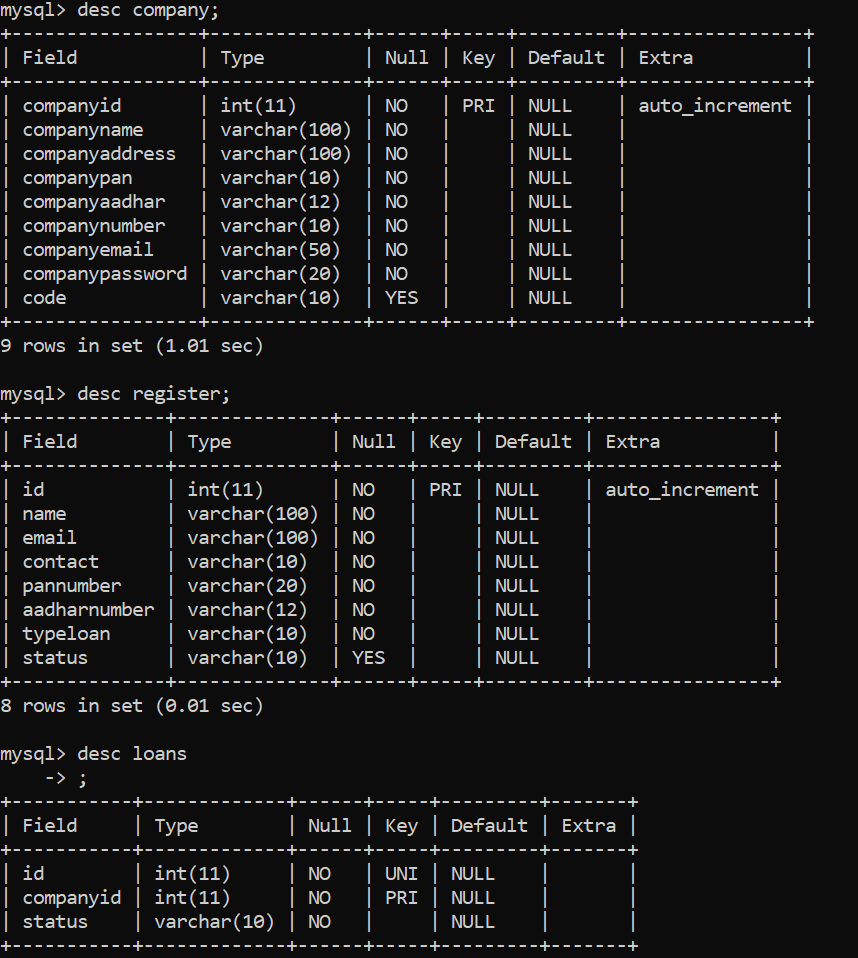 mysql> desc company;
+-----------------+--------------+------+-----+---------+----------------+
| Field           | Type         | Null | Key | Default | Extra          |
+-----------------+--------------+------+-----+---------+----------------+
| companyid       | int(11)      | NO   | PRI | NULL    | auto_increment |
| companyname     | varchar(100) | NO   |     | NULL    |                |
| companyaddress  | varchar(100) | NO   |     | NULL    |                |
| companypan      | varchar(10)  | NO   |     | NULL    |                |
| companyaadhar   | varchar(12)  | NO   |     | NULL    |                |
| companynumber   | varchar(10)  | NO   |     | NULL    |                |
| companyemail    | varchar(50)  | NO   |     | NULL    |                |
| companypassword | varchar(20)  | NO   |     | NULL    |                |
| code            | varchar(10)  | YES  |     | NULL    |                |
+-----------------+--------------+------+-----+---------+----------------+
9 rows in set (1.01 sec)
mysql> desc register;
+--------------+--------------+------+-----+---------+----------------+
| Field        | Type         | Null | Key | Default | Extra          |
+--------------+--------------+------+-----+---------+----------------+
| id           | int(11)      | NO   | PRI | NULL    | auto_increment |
| name         | varchar(100) | NO   |     | NULL    |                |
| email        | varchar(100) | NO   |     | NULL    |                |
| contact      | varchar(10)  | NO   |     | NULL    |                |
| pannumber    | varchar(20)  | NO   |     | NULL    |                |
| aadharnumber | varchar(12)  | NO   |     | NULL    |                |
| typeloan     | varchar(10)  | NO   |     | NULL    |                |
| status       | varchar(10)  | YES  |     | NULL    |                |
+--------------+--------------+------+-----+---------+----------------+
8 rows in set (0.01 sec)
mysql> desc loans
    -> ;
+-----------+-------------+------+-----+---------+-------+
| Field     | Type        | Null | Key | Default | Extra |
+-----------+-------------+------+-----+---------+-------+
| id        | int(11)     | NO   | UNI | NULL    |       |
| companyid | int(11)     | NO   | PRI | NULL    |       |
| status    | varchar(10) | NO   |     | NULL    |       |
+-----------+-------------+------+-----+---------+-------+